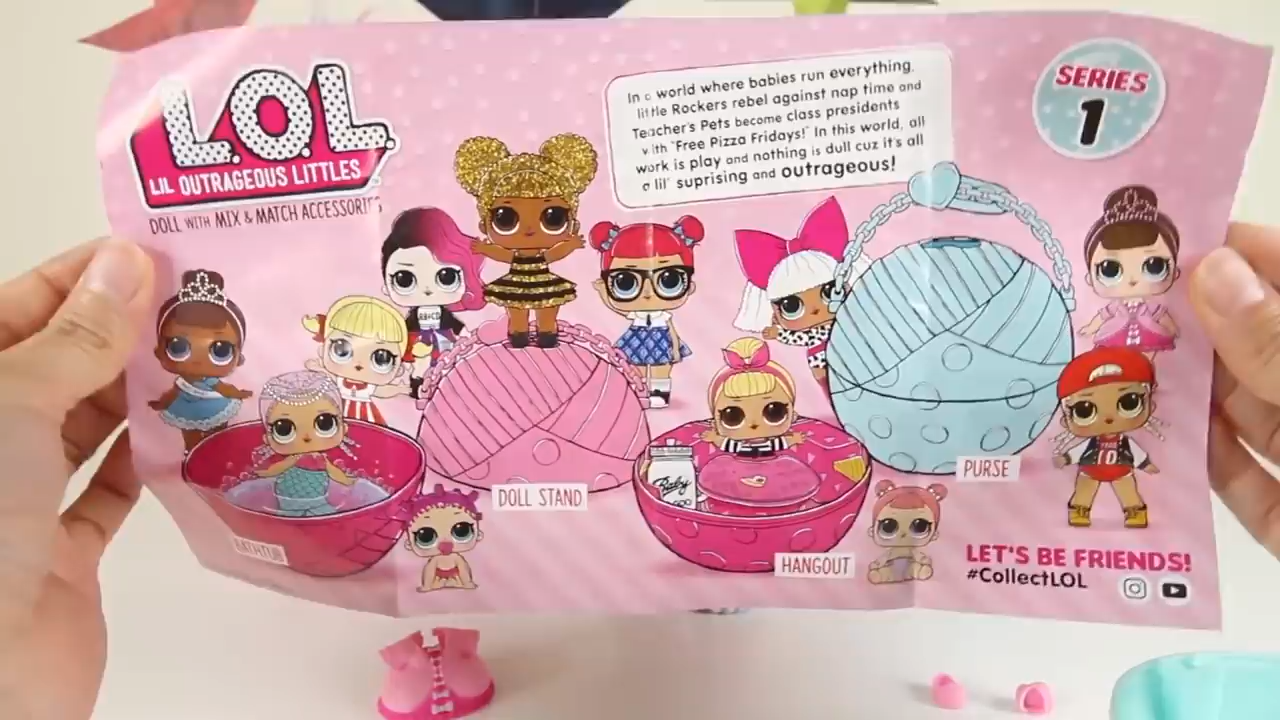 L.O.L.
LIL OUTRAGEOUS LITTLES
DOLL WITH MIX & MATCH ACCESSORIES
In a world where babies run everything,
little Rockers rebel against nap time and
Teacher's Pets become class presidents
with "Free Pizza Fridays!" In this world, all
work is play and nothing is dull cuz it's all
a lil' suprising and outrageous!
SERIES
1
DOLL STAND
PURSE
BATHTUB
HANGOUT
Baby
LET'S BE FRIENDS!
#CollectLOL
10